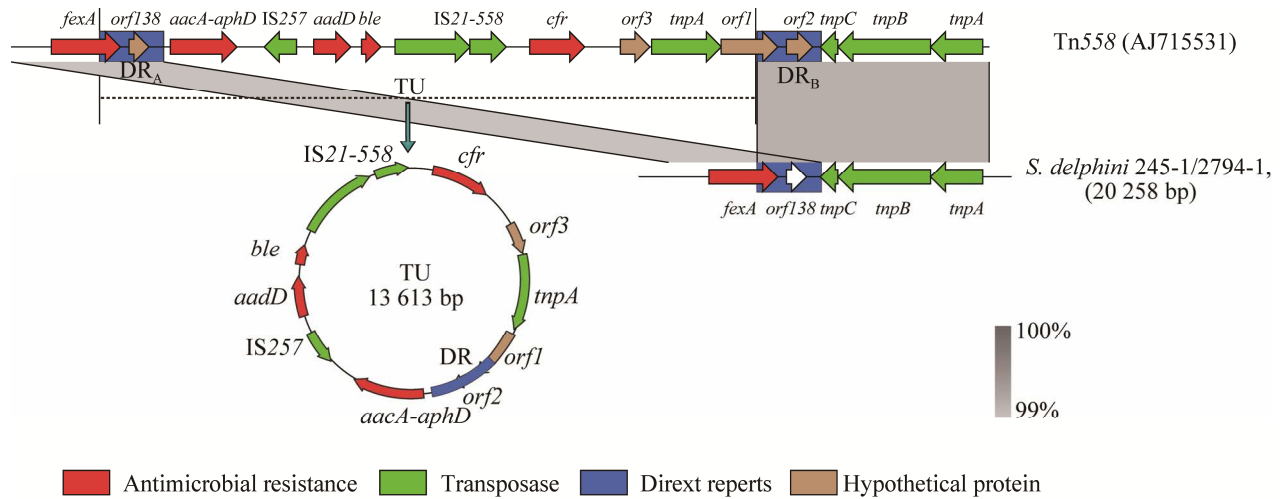 fexA orf138 aacA-aphD IS257 aadD ble IS21-558 cfr orf3 tnpA orf1 orf2 tnpC tnpB tnpA
Tn558 (AJ715531)
DRA TU DRB
IS21-558 cfr
S. delphini 245-1/2794-1,
(20 258 bp)
fexA orf138 tnpC tnpB tnpA
orf3
ble
TU
aadD 13 613 bp tnpA
IS257 DR orf1
orf2
aacA-aphD
100%
99%
Antimicrobial resistance Transposase Dirext reperts Hypothetical protein